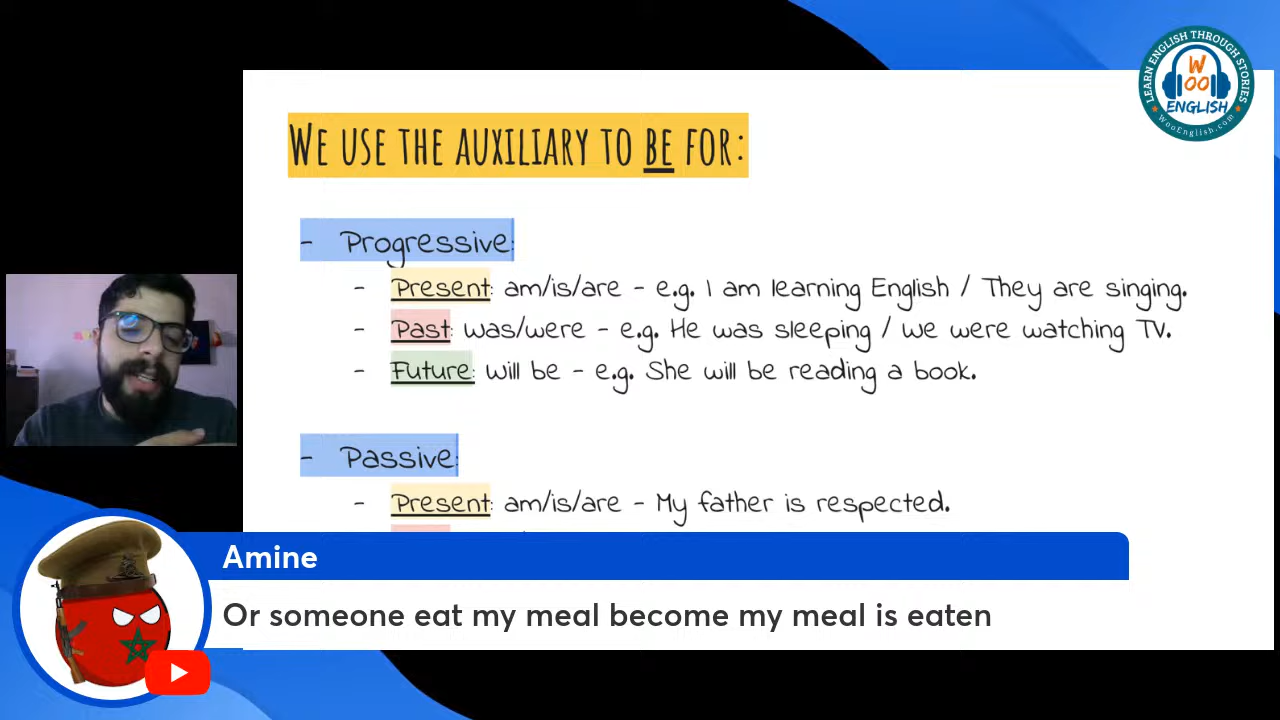 LEARN ENGLISH THROUGH STORIES
WOO
ENGLISH
WooEnglish.com
WE USE THE AUXILIARY TO BE FOR:
- Progressive:
- Present: am/is/are - e.g. I am learning English / They are singing.
- Past: was/were - e.g. He was sleeping / we were watching TV.
- Future: will be - e.g. She will be reading a book.
- Passive:
- Present: am/is/are - My father is respected.
Amine
Or someone eat my meal become my meal is eaten